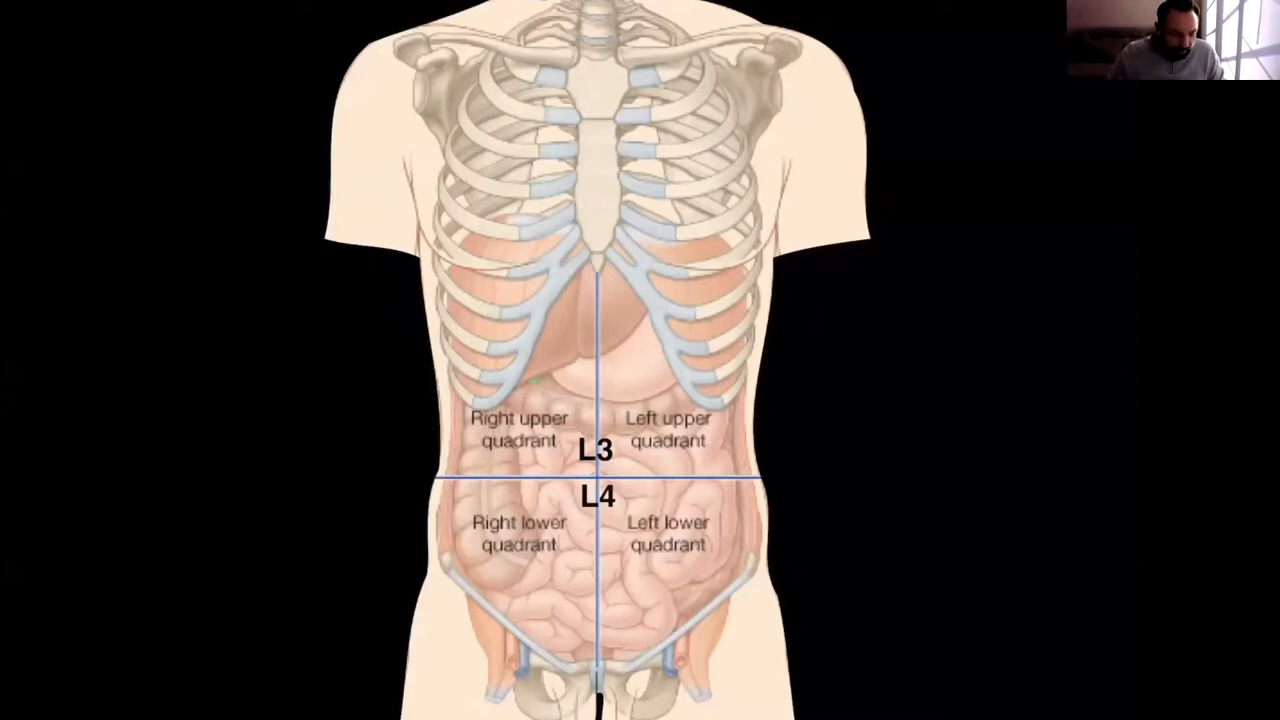 Right upper
quadrant
Left upper
quadrant
L3
L4
Right lower
quadrant
Left lower
quadrant